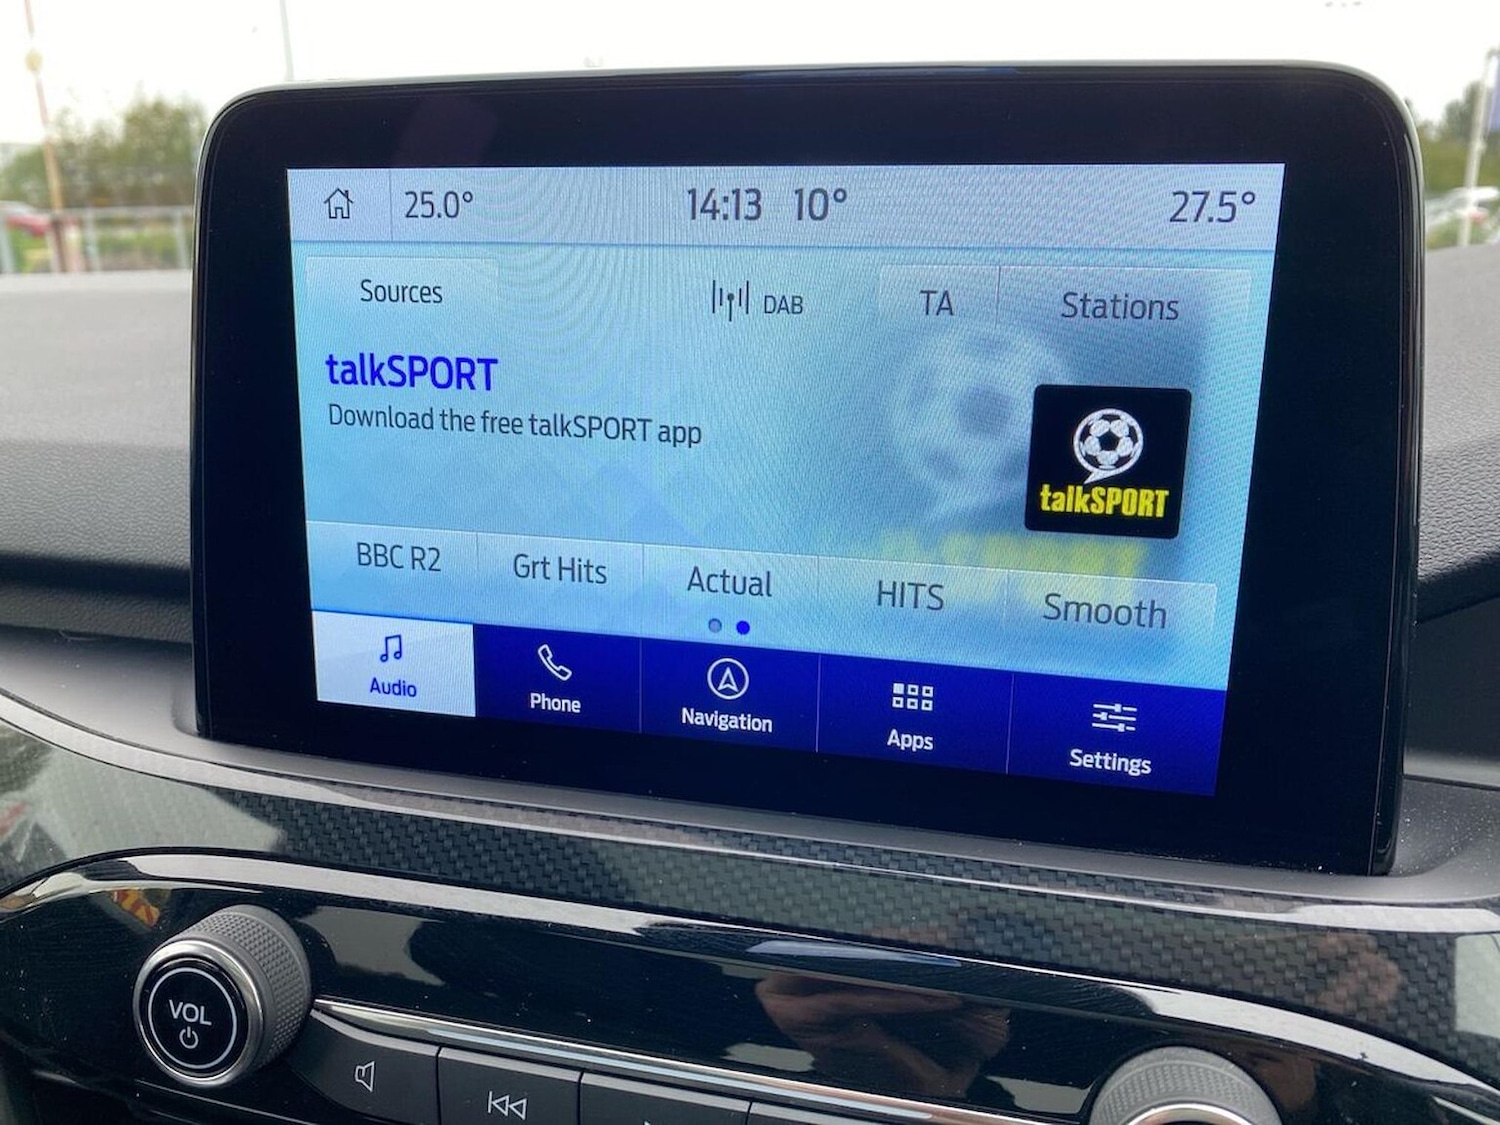 25.0° 14:13 10° 27.5°
Sources DAB TA Stations
talkSPORT
Download the free talkSPORT app
talkSPORT
BBC R2 Grt Hits Actual HITS Smooth
Audio Phone Navigation Apps Settings
VOL